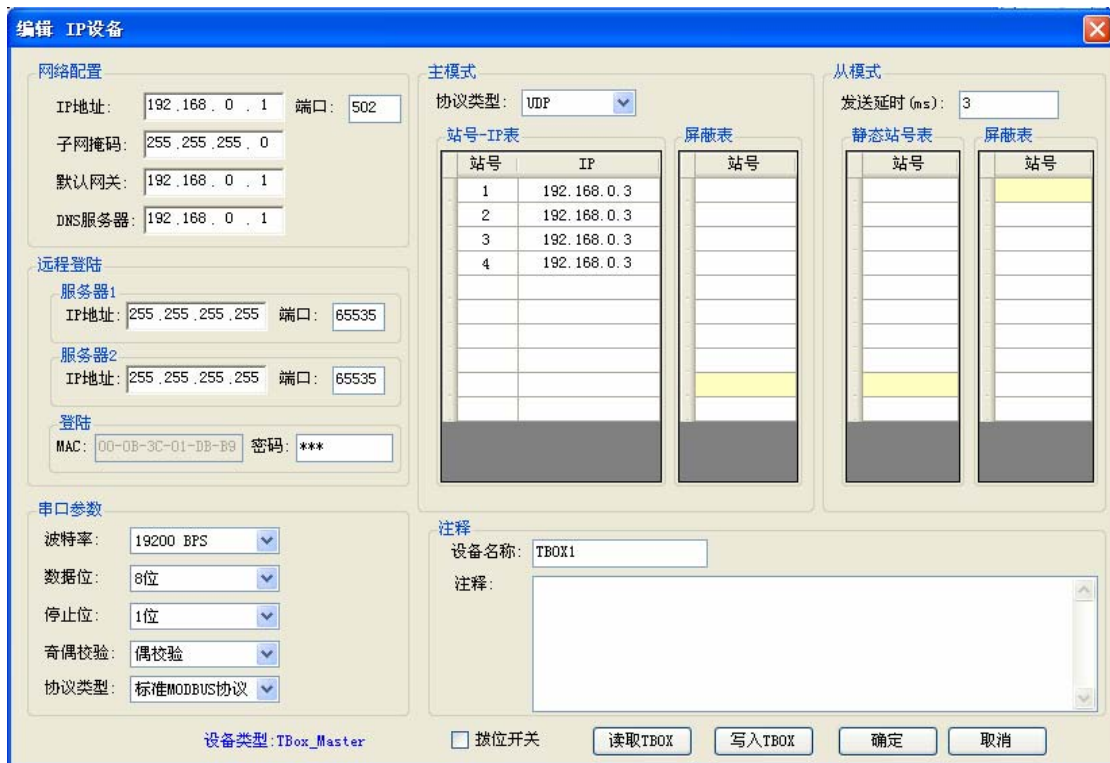 编辑 IP设备
网络配置
IP地址: 192 .168 . 0 . 1 端口: 502
子网掩码: 255 .255 .255 . 0
默认网关: 192 .168 . 0 . 1
DNS服务器: 192 .168 . 0 . 1
远程登陆
服务器1
IP地址: 255 .255 .255 .255 端口: 65535
服务器2
IP地址: 255 .255 .255 .255 端口: 65535
登陆
MAC: 00-0B-3C-01-DB-B9 密码: ***
串口参数
波特率: 19200 BPS
数据位: 8位
停止位: 1位
奇偶校验: 偶校验
协议类型: 标准MODBUS协议
主模式
协议类型: UDP
站号-IP表
站号 IP
1 192.168.0.3
2 192.168.0.3
3 192.168.0.3
4 192.168.0.3
屏蔽表
站号
从模式
发送延时(ms): 3
静态站号表
站号
屏蔽表
站号
注释
设备名称: TBOX1
注释:
设备类型:TBox_Master
拨位开关 读取TBOX 写入TBOX 确定 取消